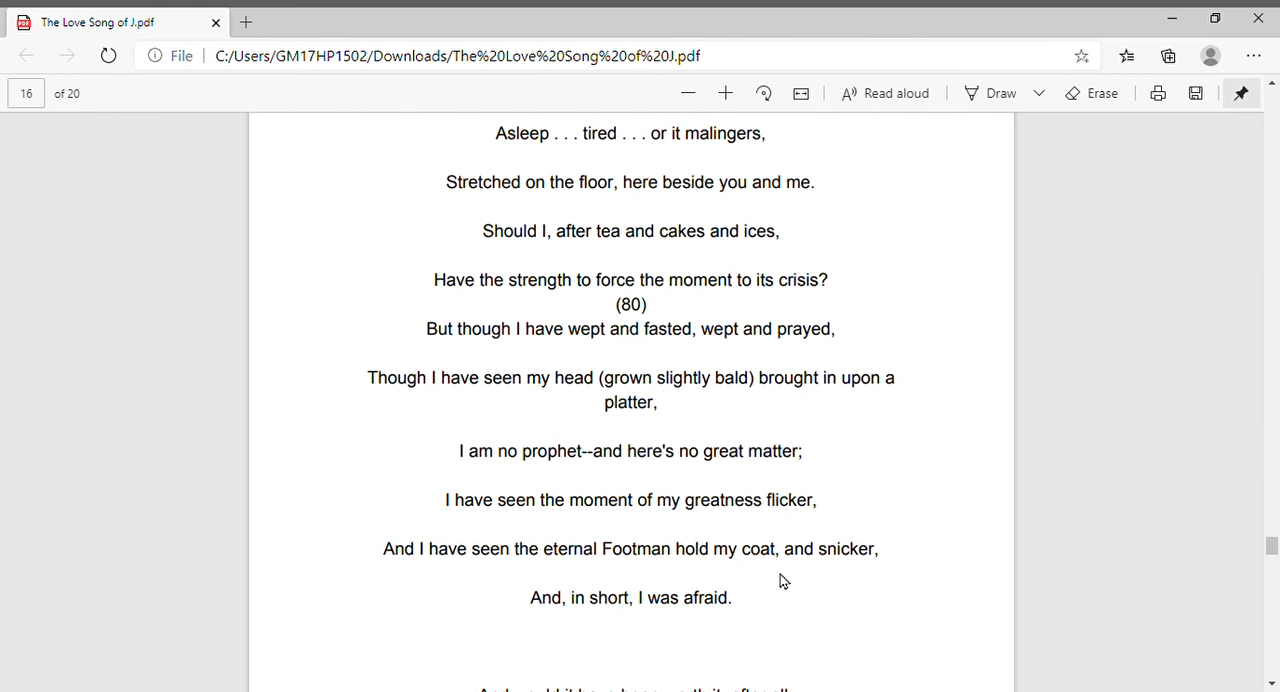 The Love Song of J.pdf
File C:/Users/GM17HP1502/Downloads/The%20Love%20Song%20of%20J.pdf
16 of 20 Read aloud Draw Erase
Asleep . . . tired . . . or it malingers,
Stretched on the floor, here beside you and me.
Should I, after tea and cakes and ices,
Have the strength to force the moment to its crisis?
(80)
But though I have wept and fasted, wept and prayed,
Though I have seen my head (grown slightly bald) brought in upon a
platter,
I am no prophet--and here's no great matter;
I have seen the moment of my greatness flicker,
And I have seen the eternal Footman hold my coat, and snicker,
And, in short, I was afraid.